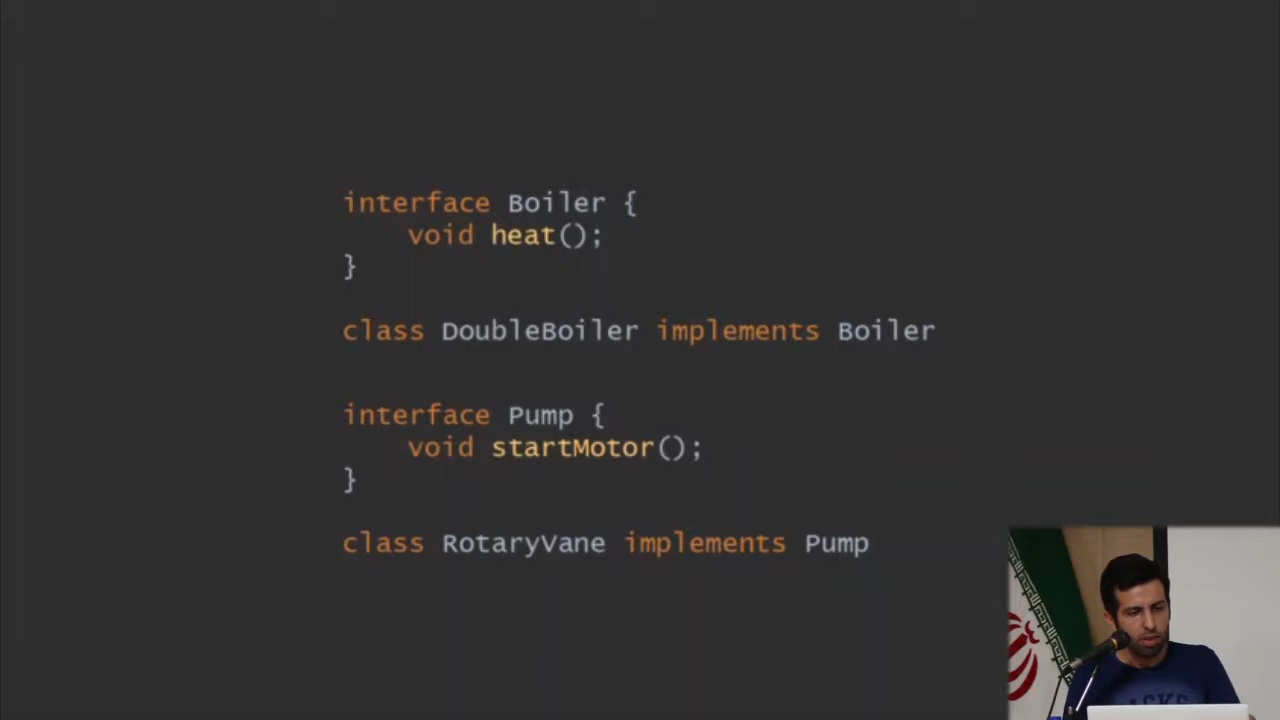 interface Boiler {
void heat();
}
class DoubleBoiler implements Boiler
interface Pump {
void startMotor();
}
class RotaryVane implements Pump